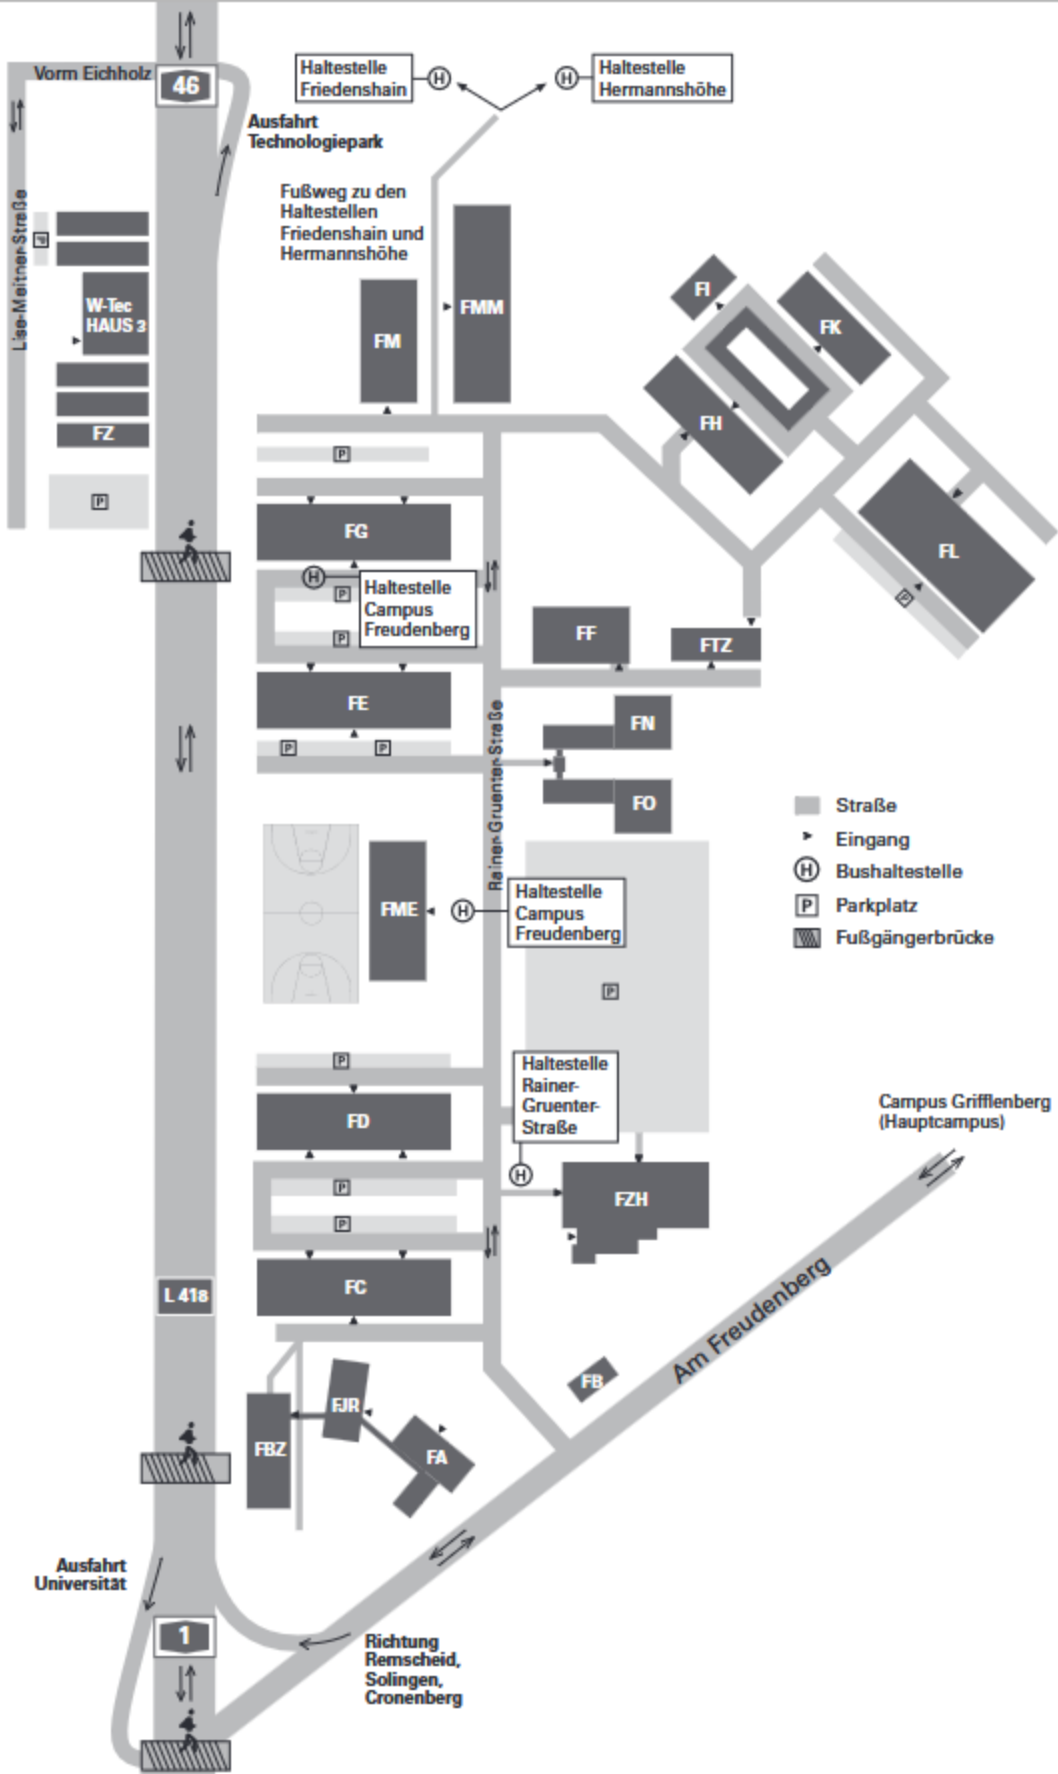 Vorm Eichholz
46
Haltestelle
Friedenshain
H
H
Haltestelle
Hermannshöhe
Ausfahrt
Technologiepark
Fußweg zu den
Haltestellen
Friedenshain und
Hermannshöhe
Lise-Meitner-Straße
P
W-Tec
HAUS 3
FZ
P
FM
FMM
FI
FK
FH
FL
P
P
FG
H
Haltestelle
Campus
Freudenberg
P
P
FF
FTZ
FE
P
P
Rainer-Gruenter-Straße
FN
FO
Straße
Eingang
H
Bushaltestelle
P
Parkplatz
Fußgängerbrücke
FME
H
Haltestelle
Campus
Freudenberg
P
P
Haltestelle
Rainer-
Gruenter-
Straße
H
FD
P
P
FZH
Campus Grifflenberg
(Hauptcampus)
L 418
FC
Am Freudenberg
FB
FJR
FBZ
FA
Ausfahrt
Universität
1
Richtung
Remscheid,
Solingen,
Cronenberg